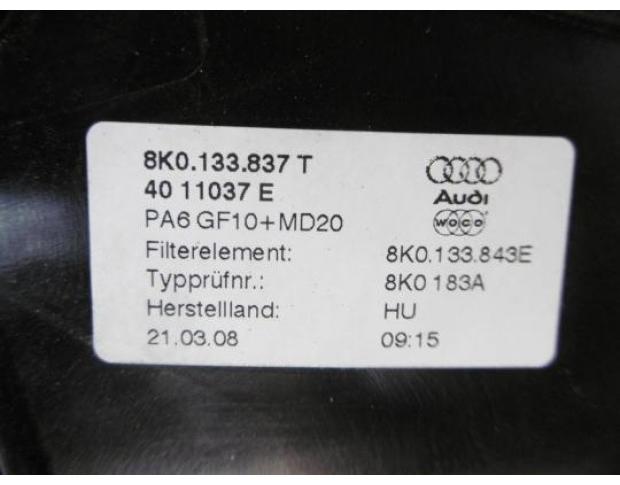 8K0.133.837 T
40 11037 E
PA6 GF10+MD20
Audi
woco
Filterelement: 8K0.133.843E
Typprüfnr.: 8K0 183A
Herstellland: HU
21.03.08 09:15